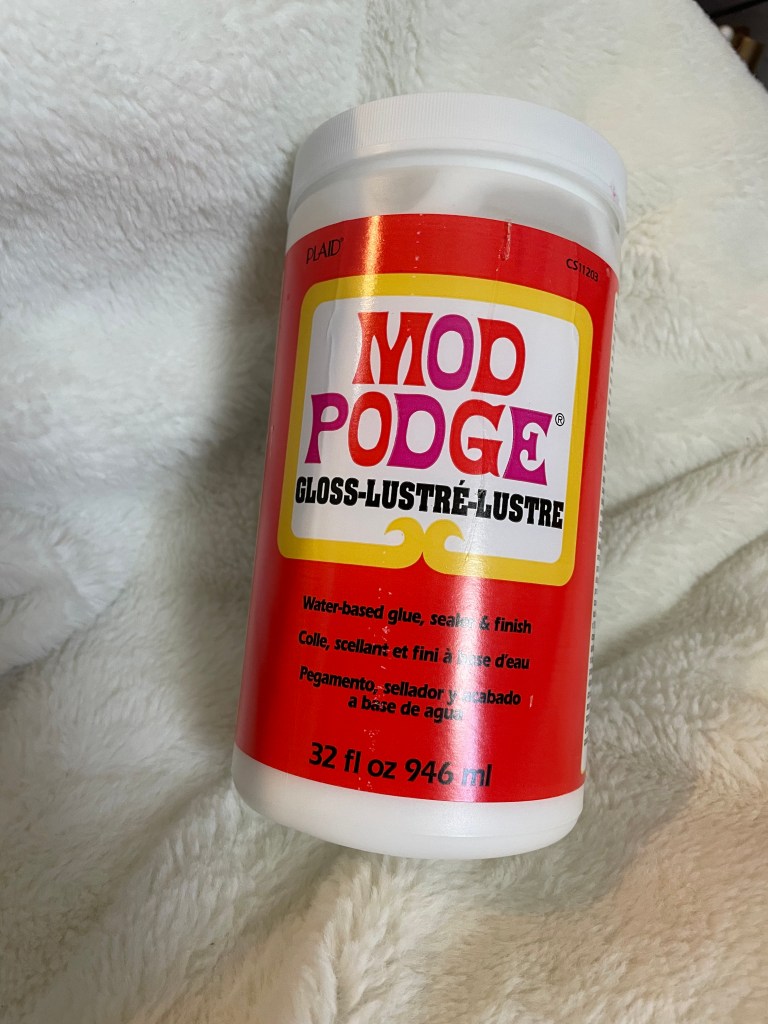 PLAID®
CS11203
MOD
PODGE®
GLOSS-LUSTRÉ-LUSTRE
Water-based glue, sealer & finish
Colle, scellant et fini à base d'eau
Pegamento, sellador y acabado
a base de agua
32 fl oz 946 ml